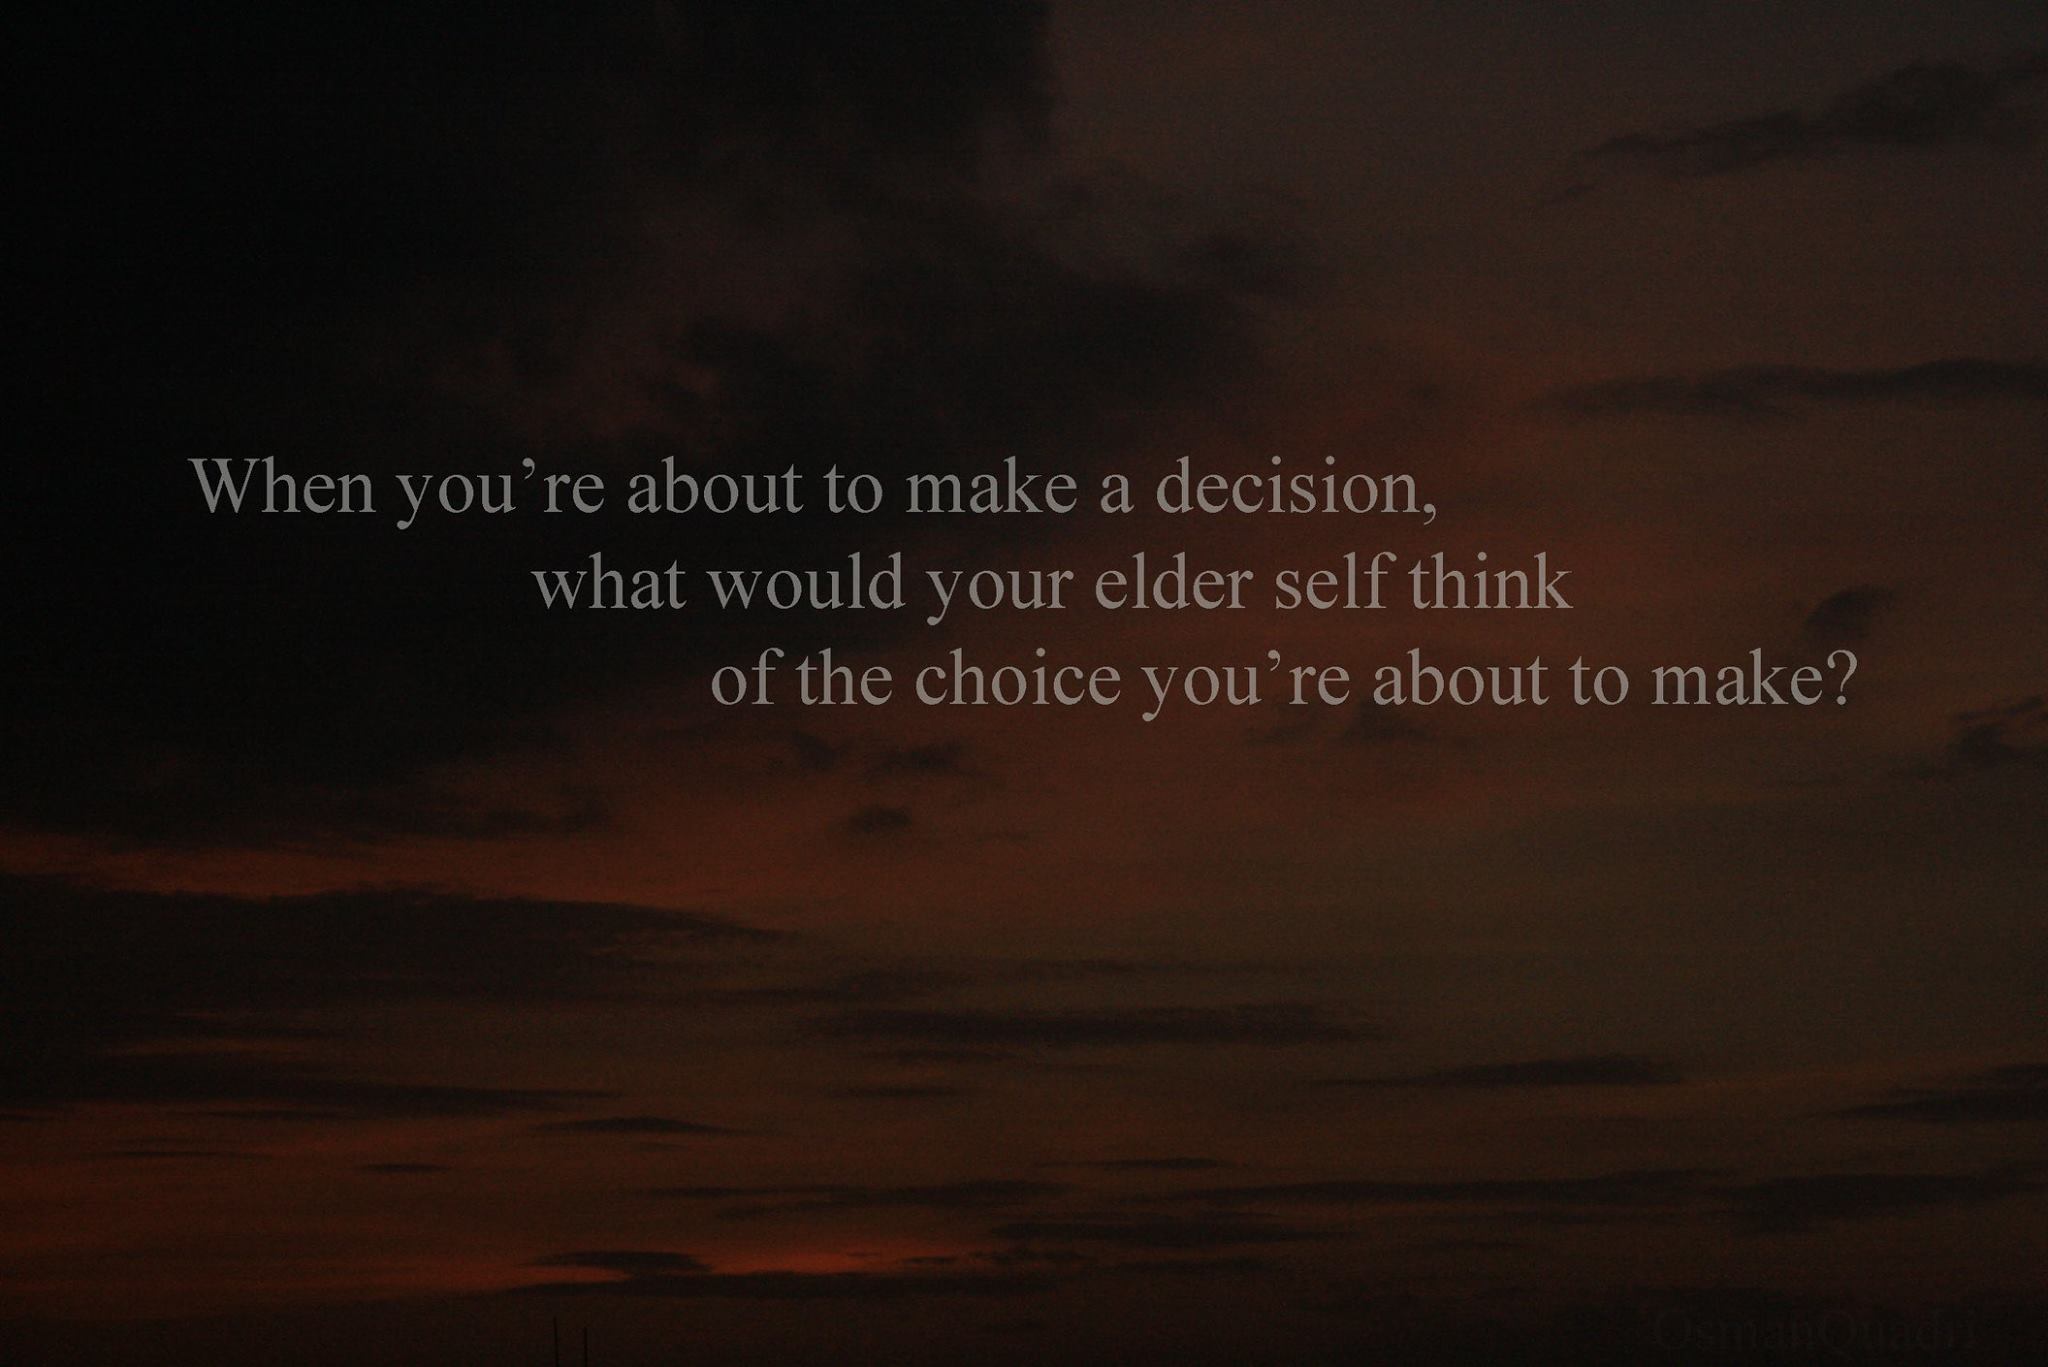 When you’re about to make a decision,
what would your elder self think
of the choice you’re about to make?